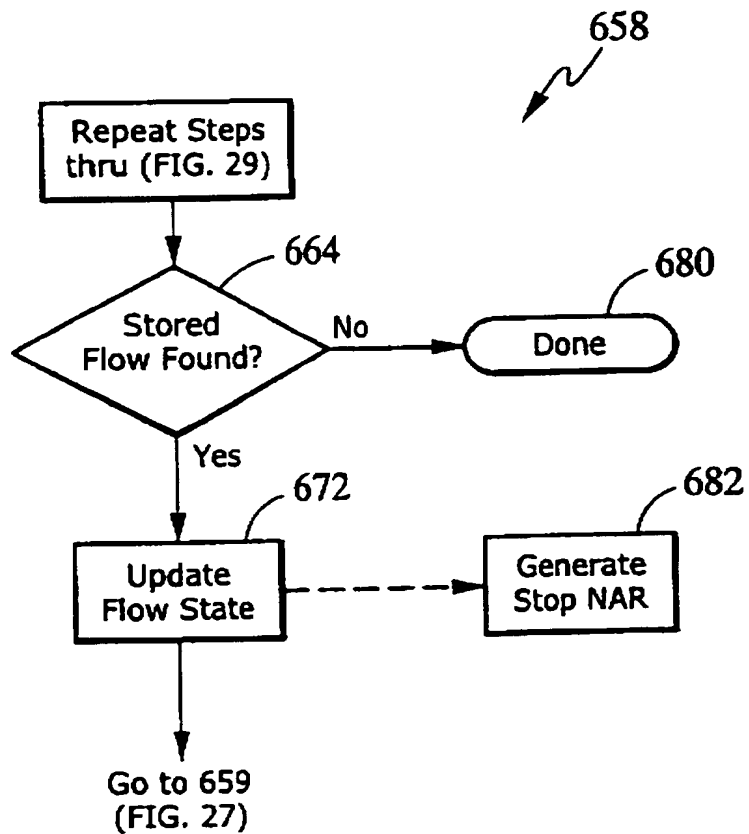 658
Repeat Steps
thru (FIG. 29)
664
Stored
Flow Found?
No
680
Done
Yes
672
Update
Flow State
682
Generate
Stop NAR
Go to 659
(FIG. 27)